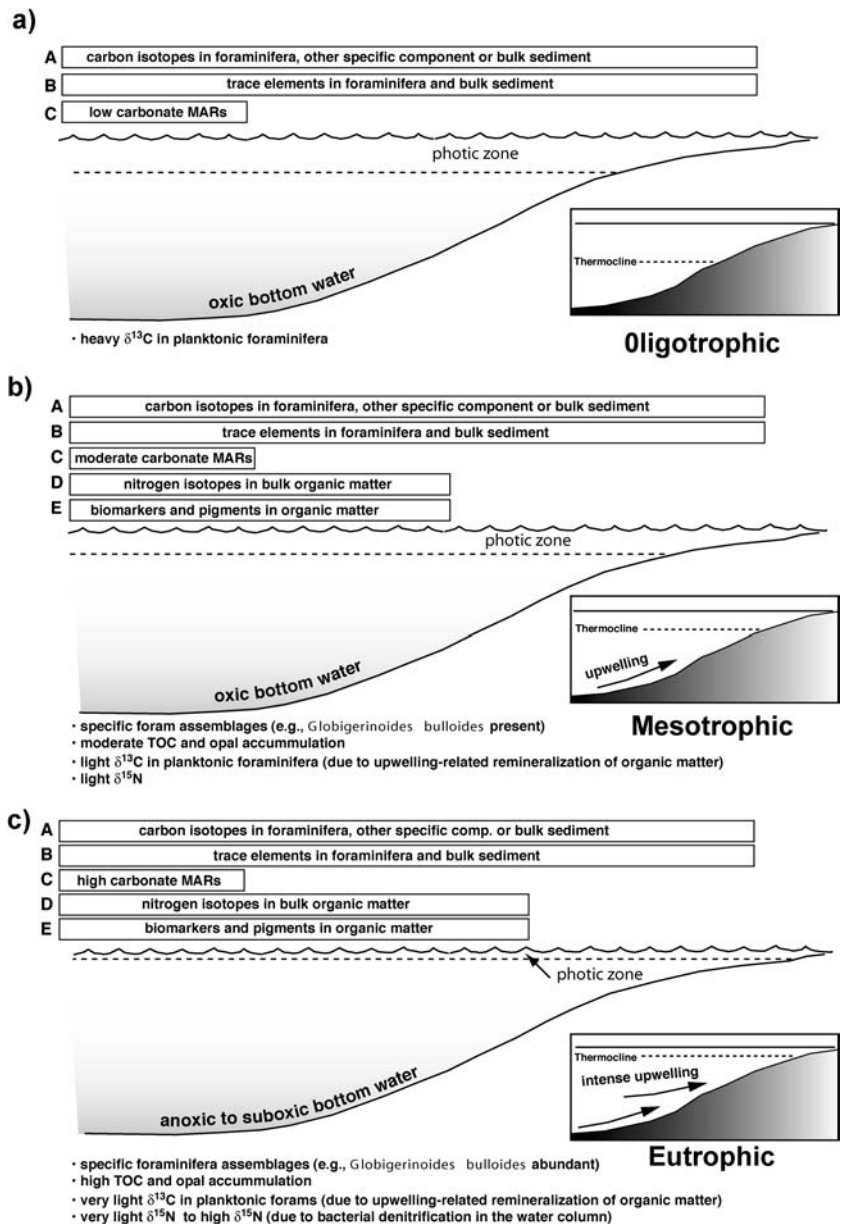 a)
A carbon isotopes in foraminifera, other specific component or bulk sediment
B trace elements in foraminifera and bulk sediment
C low carbonate MARs
photic zone
Thermocline
oxic bottom water
· heavy δ¹³C in planktonic foraminifera
0ligotrophic
b)
A carbon isotopes in foraminifera, other specific component or bulk sediment
B trace elements in foraminifera and bulk sediment
C moderate carbonate MARs
D nitrogen isotopes in bulk organic matter
E biomarkers and pigments in organic matter
photic zone
Thermocline
upwelling
oxic bottom water
Mesotrophic
· specific foram assemblages (e.g., Globigerinoides bulloides present)
· moderate TOC and opal accumulation
· light δ¹³C in planktonic foraminifera (due to upwelling-related remineralization of organic matter)
· light δ¹⁵N
c)
A carbon isotopes in foraminifera, other specific comp. or bulk sediment
B trace elements in foraminifera and bulk sediment
C high carbonate MARs
D nitrogen isotopes in bulk organic matter
E biomarkers and pigments in organic matter
photic zone
Thermocline
intense upwelling
anoxic to suboxic bottom water
Eutrophic
· specific foraminifera assemblages (e.g., Globigerinoides bulloides abundant)
· high TOC and opal accumulation
· very light δ¹³C in planktonic forams (due to upwelling-related remineralization of organic matter)
· very light δ¹⁵N to high δ¹⁵N (due to bacterial denitrification in the water column)